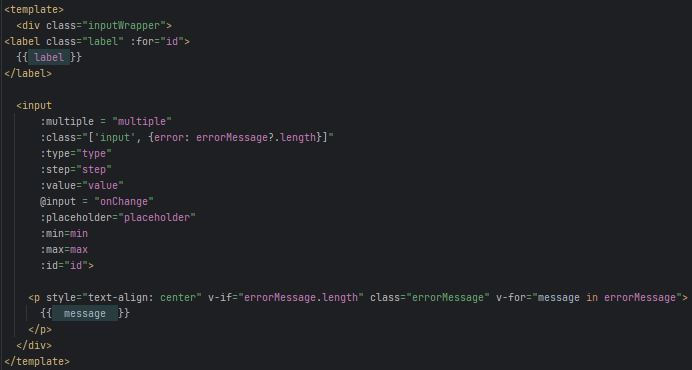 <template>
  <div class="inputWrapper">
<label class="label" :for="id">
  {{ label }}
</label>

  <input
      :multiple = "multiple"
      :class="['input', {error: errorMessage?.length}]"
      :type="type"
      :step="step"
      :value="value"
      @input = "onChange"
      :placeholder="placeholder"
      :min=min
      :max=max
      :id="id">

    <p style="text-align: center" v-if="errorMessage.length" class="errorMessage" v-for="message in errorMessage">
      {{  message  }}
    </p>
  </div>
</template>